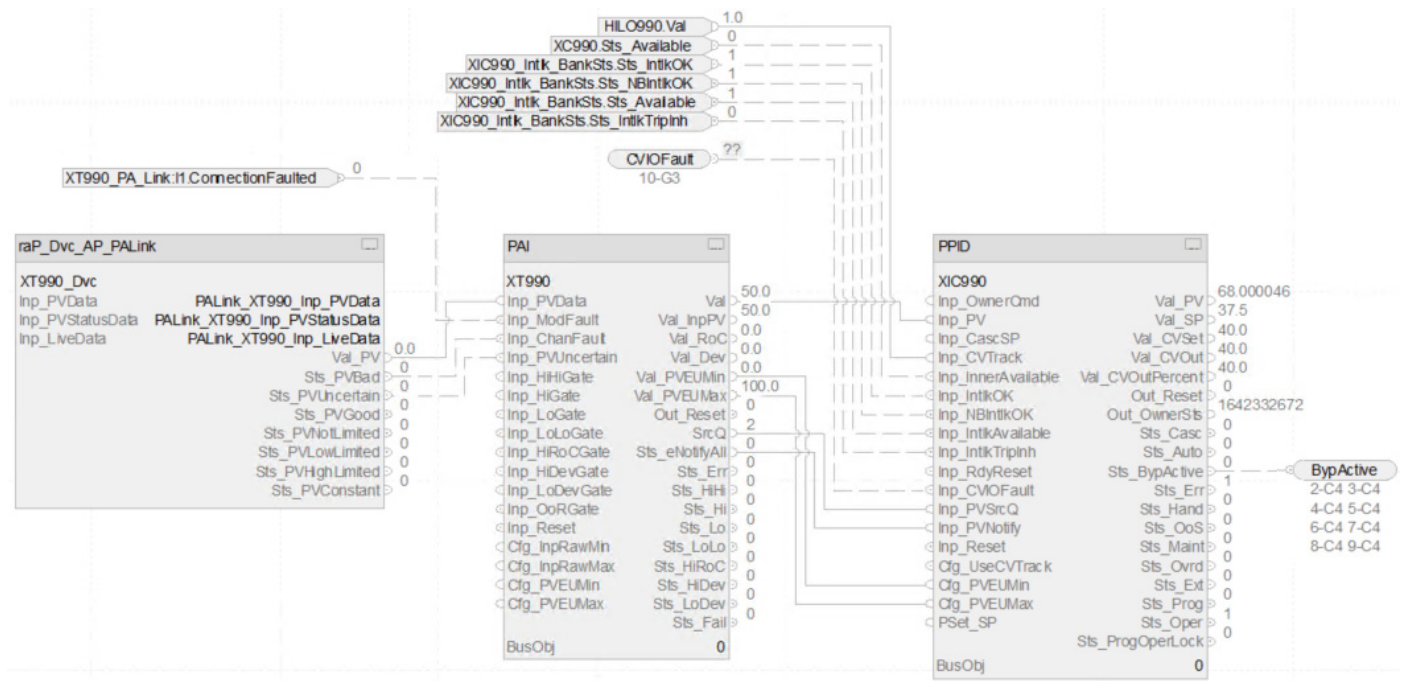 HILO990.Val
1.0
XC990.Sts_Available
0
XIC990_Intlk_BankSts.Sts_IntlkOK
1
XIC990_Intlk_BankSts.Sts_NBIntlkOK
1
XIC990_Intlk_BankSts.Sts_Available
1
XIC990_Intlk_BankSts.Sts_IntlkTripInh
0
CVIOFault
??
10-G3
XT990_PA_Link:I1.ConnectionFaulted
0
raP_Dvc_AP_PALink
XT990_Dvc
Inp_PVData PALink_XT990_Inp_PVData
Inp_PVStatusData PALink_XT990_Inp_PVStatusData
Inp_LiveData PALink_XT990_Inp_LiveData
Val_PV 0.0
Sts_PVBad 0
Sts_PVUncertain 0
Sts_PVGood 0
Sts_PVNotLimited 0
Sts_PVLowLimited 0
Sts_PVHighLimited 0
Sts_PVConstant 0
PAI
XT990
Inp_PVData Val 50.0
Inp_ModFault Val_InpPV 50.0
Inp_ChanFault Val_RoC 0.0
Inp_PVUncertain Val_Dev 0.0
Inp_HiHiGate Val_PVEUMin 0.0
Inp_HiGate Val_PVEUMax 100.0
Inp_LoGate Out_Reset 0
Inp_LoLoGate SrcQ 2
Inp_HiRoCGate Sts_eNotifyAll 0
Inp_HiDevGate Sts_Err 0
Inp_LoDevGate Sts_HiHi 0
Inp_OoRGate Sts_Hi 0
Inp_Reset Sts_Lo 0
Cfg_InpRawMin Sts_LoLo 0
Cfg_InpRawMax Sts_HiRoC 0
Cfg_PVEUMin Sts_HiDev 0
Cfg_PVEUMax Sts_LoDev 0
Sts_Fail 0
BusObj 0
PPID
XIC990
Inp_OwnerCmd Val_PV 68.000046
Inp_PV Val_SP 37.5
Inp_CascSP Val_CVSet 40.0
Inp_CVTrack Val_CVOut 40.0
Inp_InnerAvailable Val_CVOutPercent 40.0
Inp_IntlkOK Out_Reset 0
Inp_NBIntlkOK Out_OwnerSts 1642332672
Inp_IntlkAvailable Sts_Casc 0
Inp_IntlkTripInh Sts_Auto 0
Inp_RdyReset Sts_BypActive 0
Inp_CVIOFault Sts_Err 1
Inp_PVSrcQ Sts_Hand 0
Inp_PVNotify Sts_OoS 0
Inp_Reset Sts_Maint 0
Cfg_UseCVTrack Sts_Ovrd 0
Cfg_PVEUMin Sts_Ext 0
Cfg_PVEUMax Sts_Prog 0
PSet_SP Sts_Oper 1
Sts_ProgOperLock 0
BusObj 0
BypActive
2-C4 3-C4
4-C4 5-C4
6-C4 7-C4
8-C4 9-C4